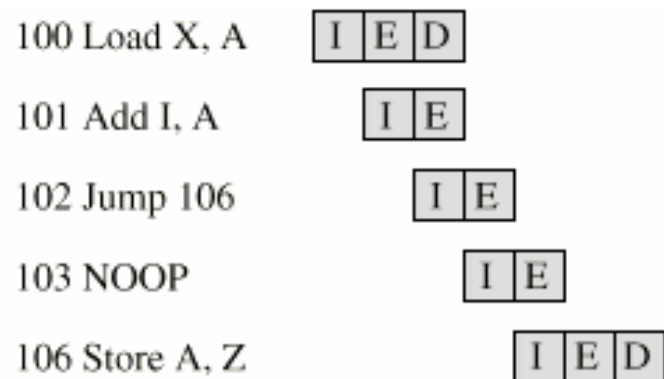 100 Load X, A I E D
101 Add I, A I E
102 Jump 106 I E
103 NOOP I E
106 Store A, Z I E D